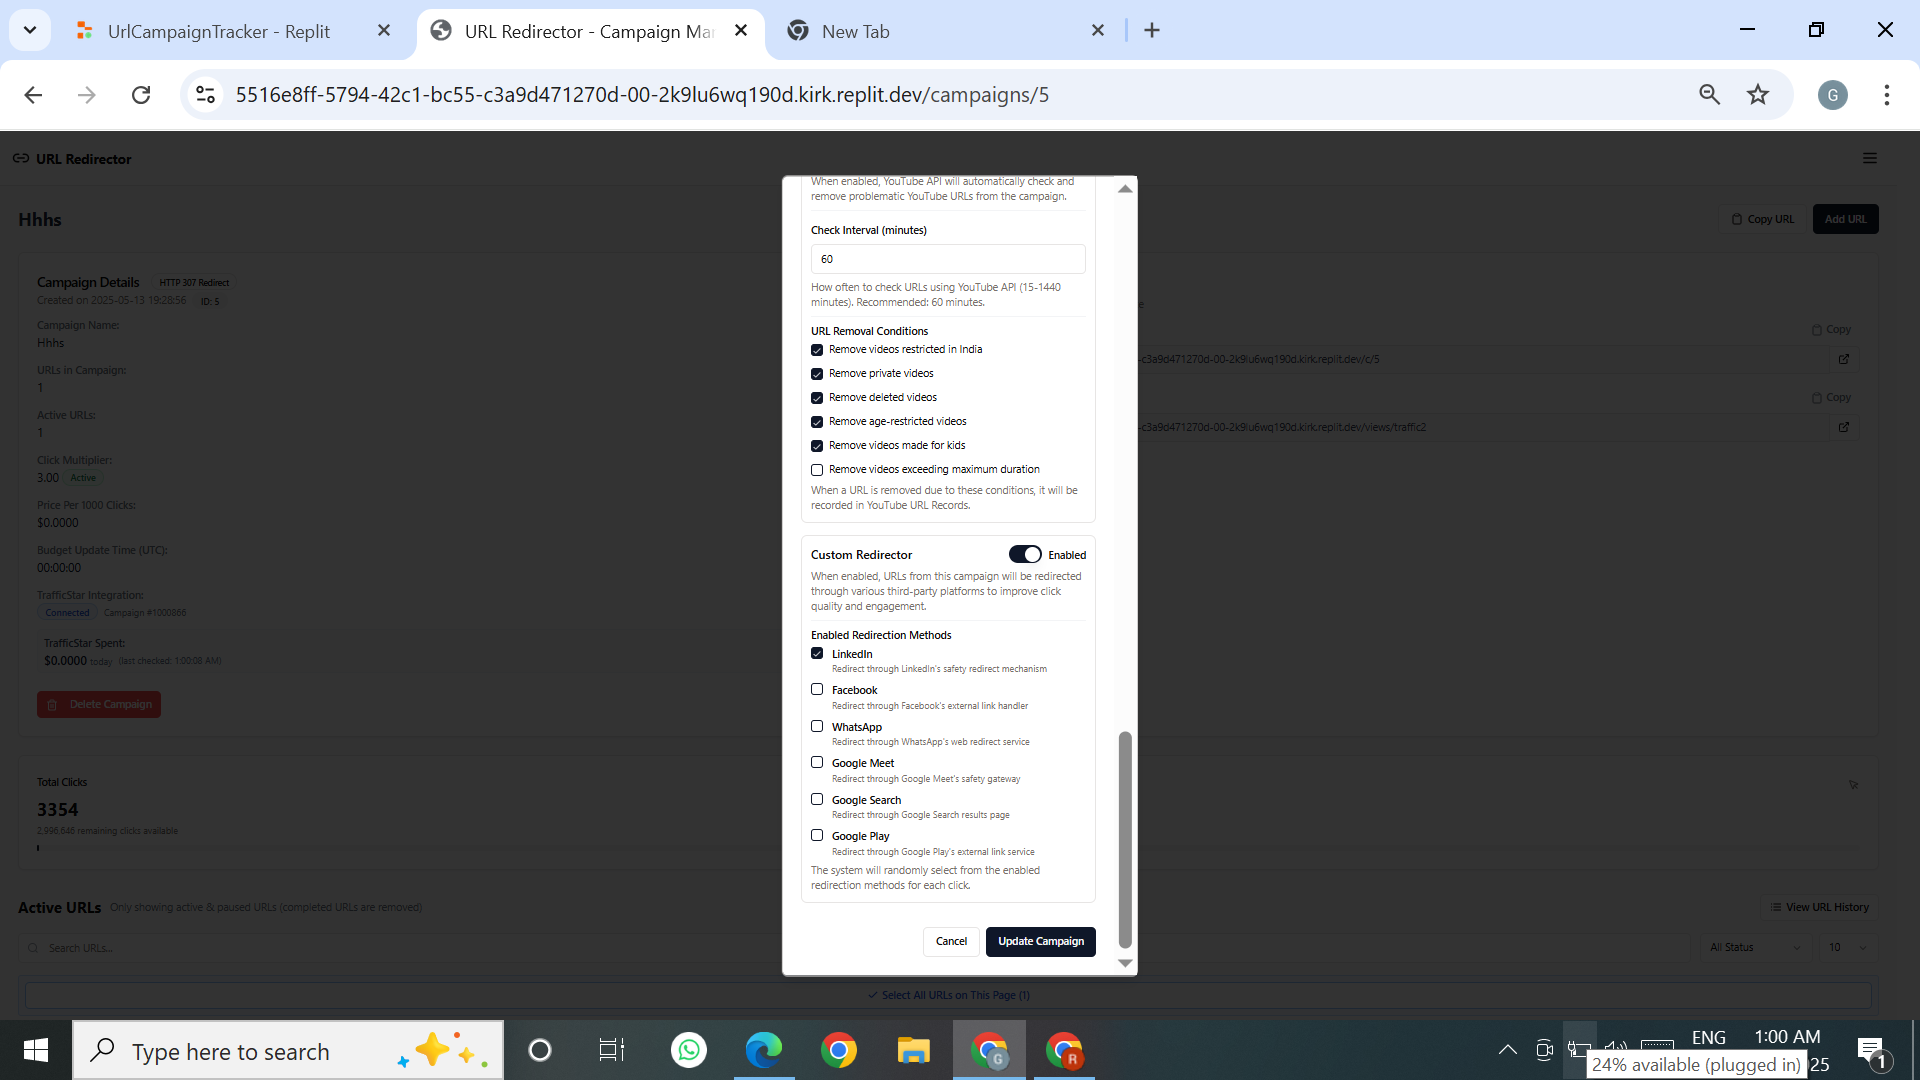 UrlCampaignTracker - Replit
URL Redirector - Campaign Ma
New Tab
5516e8ff-5794-42c1-bc55-c3a9d471270d-00-2k9lu6wq190d.kirk.replit.dev/campaigns/5
G
URL Redirector
Hhhs
Copy URL
Add URL
Campaign Details
HTTP 307 Redirect
Created on 2025-05-13 19:28:56
ID: 5
Campaign Name:
Hhhs
URLs in Campaign:
1
Active URLs:
1
Click Multiplier:
3.00
Active
Price Per 1000 Clicks:
$0.0000
Budget Update Time (UTC):
00:00:00
TrafficStar Integration:
Connected
Campaign #1000866
TrafficStar Spent:
$0.0000 today (last checked: 1:00:08 AM)
Delete Campaign
Copy
-c3a9d471270d-00-2k9lu6wq190d.kirk.replit.dev/c/5
Copy
-c3a9d471270d-00-2k9lu6wq190d.kirk.replit.dev/views/traffic2
Total Clicks
3354
2,996,646 remaining clicks available
Active URLs
Only showing active & paused URLs (completed URLs are removed)
View URL History
Search URLs...
All Status
10
Select All URLs on This Page (1)
When enabled, YouTube API will automatically check and
remove problematic YouTube URLs from the campaign.
Check Interval (minutes)
60
How often to check URLs using YouTube API (15-1440
minutes). Recommended: 60 minutes.
URL Removal Conditions
Remove videos restricted in India
Remove private videos
Remove deleted videos
Remove age-restricted videos
Remove videos made for kids
Remove videos exceeding maximum duration
When a URL is removed due to these conditions, it will be
recorded in YouTube URL Records.
Custom Redirector
Enabled
When enabled, URLs from this campaign will be redirected
through various third-party platforms to improve click
quality and engagement.
Enabled Redirection Methods
LinkedIn
Redirect through LinkedIn's safety redirect mechanism
Facebook
Redirect through Facebook's external link handler
WhatsApp
Redirect through WhatsApp's web redirect service
Google Meet
Redirect through Google Meet's safety gateway
Google Search
Redirect through Google Search results page
Google Play
Redirect through Google Play's external link service
The system will randomly select from the enabled
redirection methods for each click.
Cancel
Update Campaign
Type here to search
G
R
ENG
1:00 AM
25
1
24% available (plugged in)